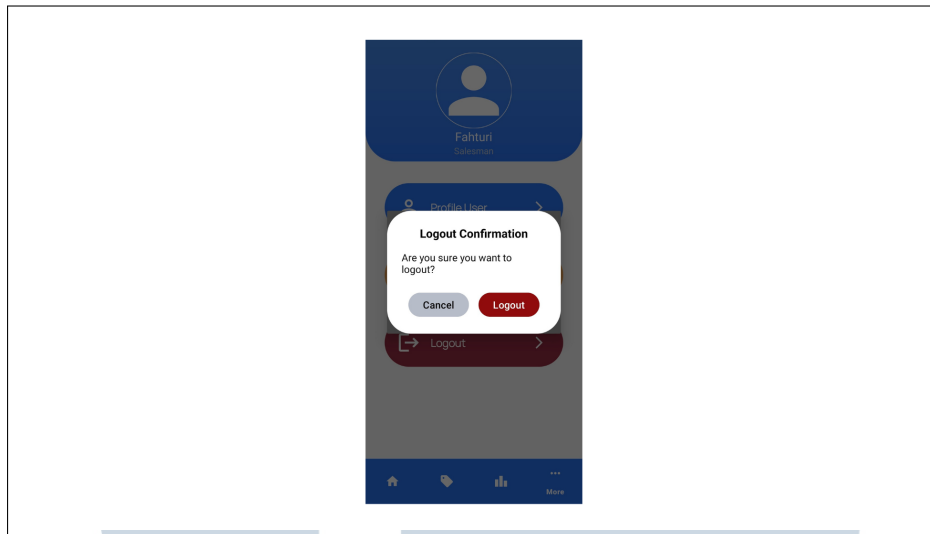 Fahturi
Salesman
Profile User
Logout Confirmation
Are you sure you want to
logout?
Cancel
Logout
Logout
More